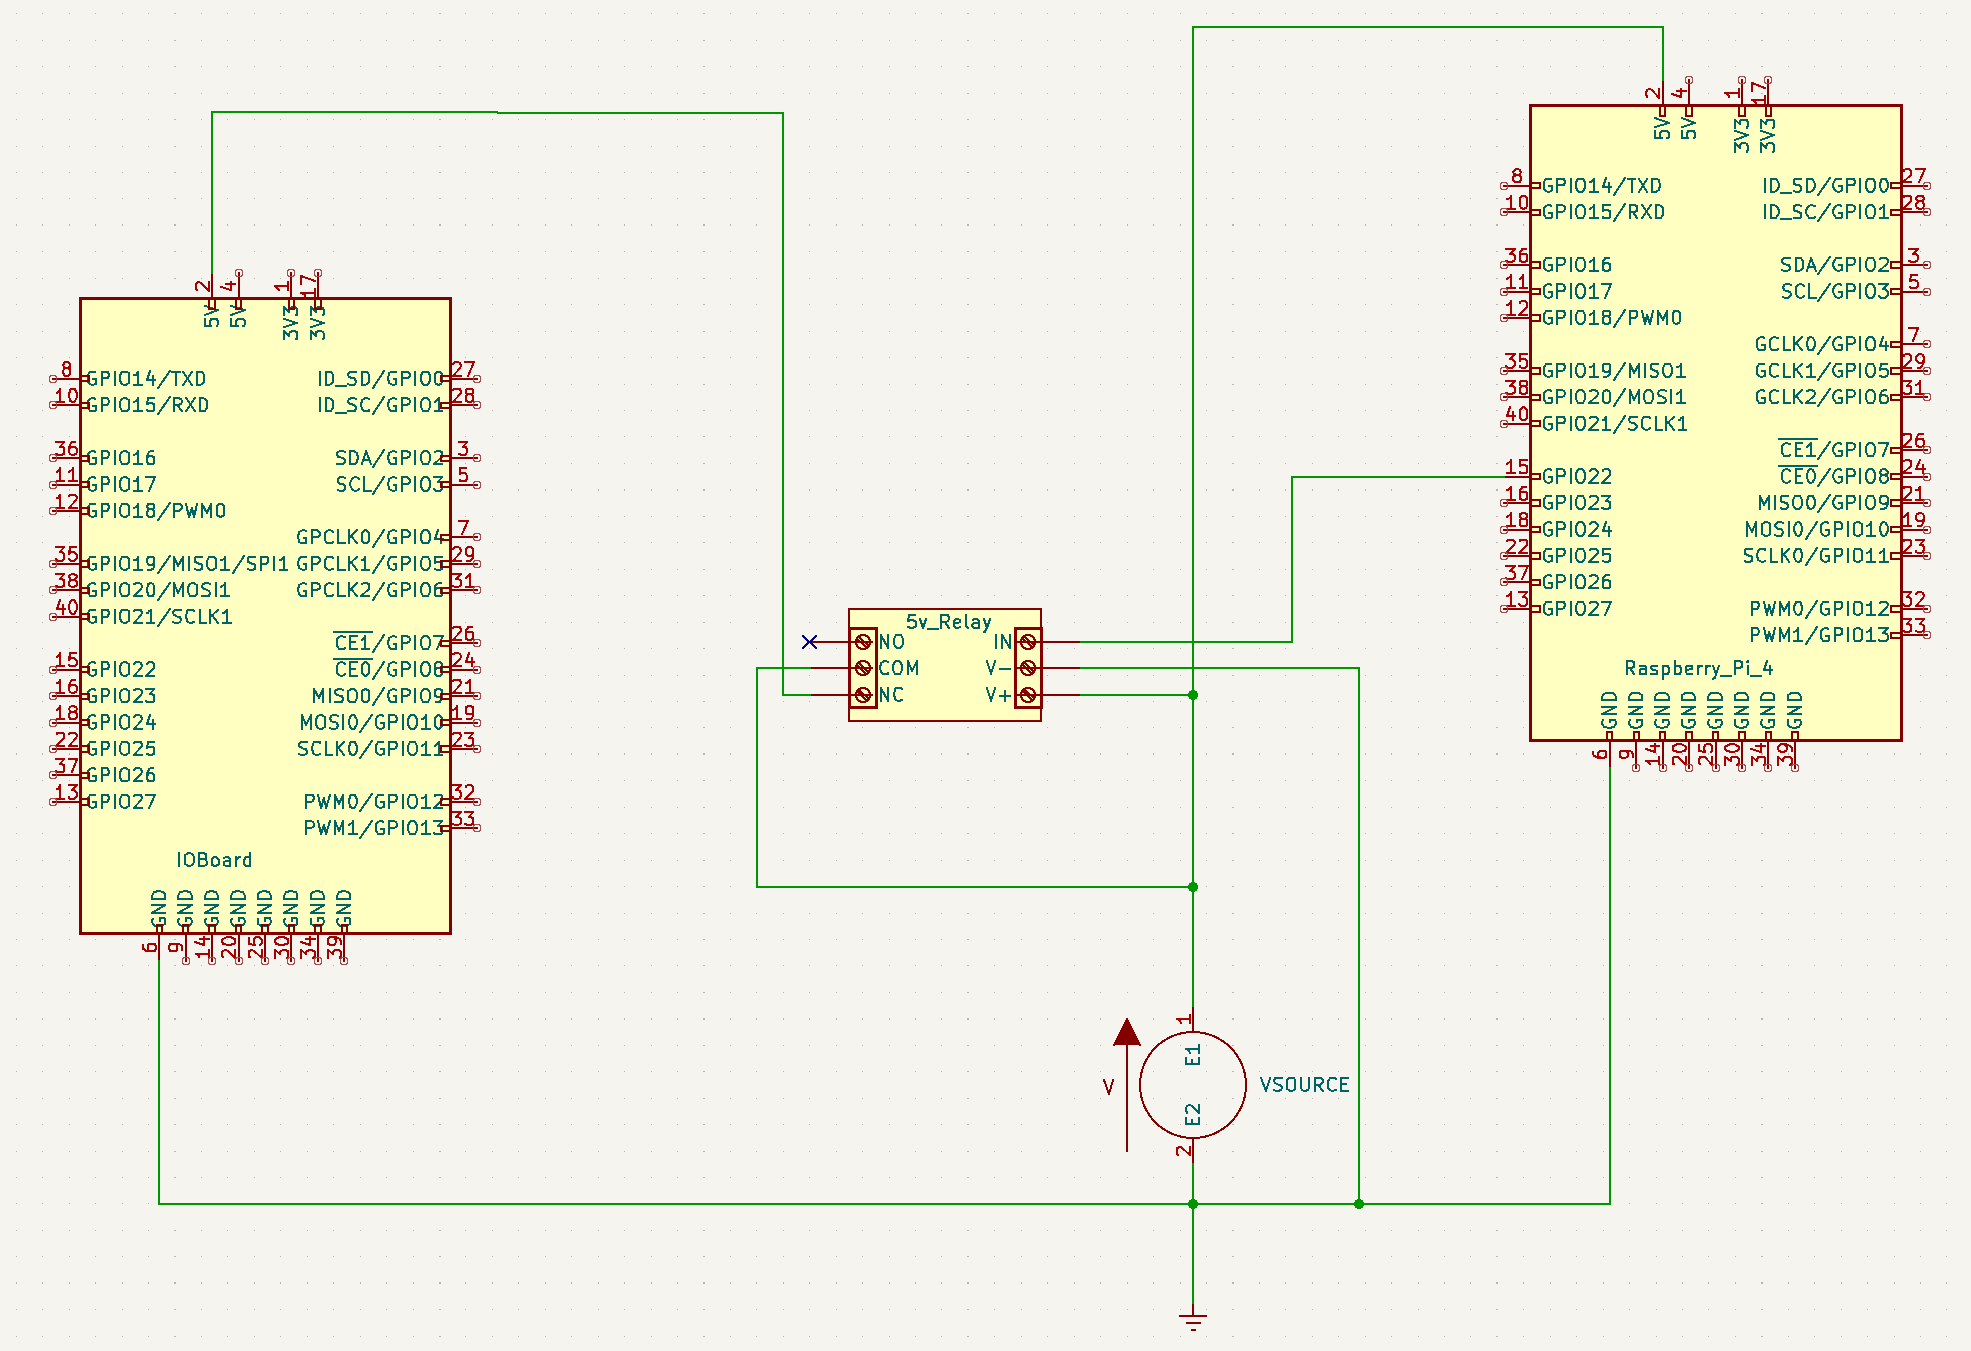 2 4 1 17
5V 5V 3V3 3V3
8 GPIO14/TXD ID_SD/GPIO0 27
10 GPIO15/RXD ID_SC/GPIO1 28
36 GPIO16 SDA/GPIO2 3
11 GPIO17 SCL/GPIO3 5
12 GPIO18/PWM0
GPCLK0/GPIO4 7
35 GPIO19/MISO1/SPI1 GPCLK1/GPIO5 29
38 GPIO20/MOSI1 GPCLK2/GPIO6 31
40 GPIO21/SCLK1
CE1/GPIO7 26
15 GPIO22 CE0/GPIO8 24
16 GPIO23 MISO0/GPIO9 21
18 GPIO24 MOSI0/GPIO10 19
22 GPIO25 SCLK0/GPIO11 23
37 GPIO26
13 GPIO27 PWM0/GPIO12 32
PWM1/GPIO13 33
IOBoard
GND GND GND GND GND GND GND GND
6 9 14 20 25 30 34 39
5v_Relay
NO IN
COM V-
NC V+
1
E1
V VSOURCE
E2
2
2 4 1 17
5V 5V 3V3 3V3
8 GPIO14/TXD ID_SD/GPIO0 27
10 GPIO15/RXD ID_SC/GPIO1 28
36 GPIO16 SDA/GPIO2 3
11 GPIO17 SCL/GPIO3 5
12 GPIO18/PWM0
GCLK0/GPIO4 7
35 GPIO19/MISO1 GCLK1/GPIO5 29
38 GPIO20/MOSI1 GCLK2/GPIO6 31
40 GPIO21/SCLK1
CE1/GPIO7 26
15 GPIO22 CE0/GPIO8 24
16 GPIO23 MISO0/GPIO9 21
18 GPIO24 MOSI0/GPIO10 19
22 GPIO25 SCLK0/GPIO11 23
37 GPIO26
13 GPIO27 PWM0/GPIO12 32
PWM1/GPIO13 33
Raspberry_Pi_4
GND GND GND GND GND GND GND GND
6 9 14 20 25 30 34 39